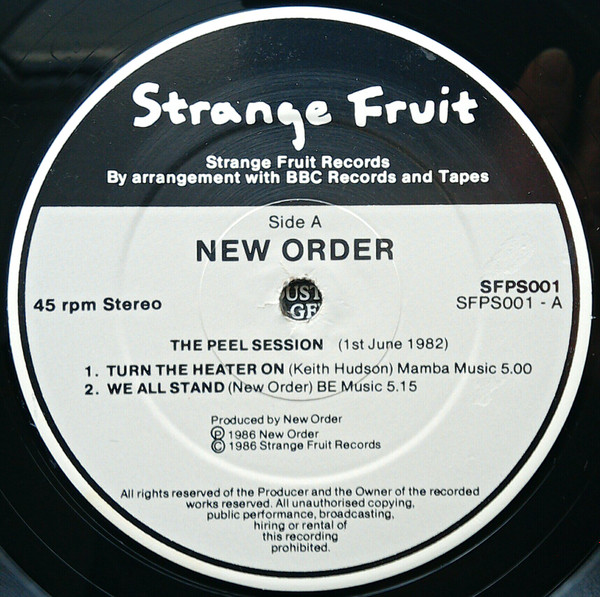 Strange Fruit
Strange Fruit Records
By arrangement with BBC Records and Tapes
Side A
NEW ORDER
45 rpm Stereo
SFPS001
SFPS001 - A
THE PEEL SESSION (1st June 1982)
1. TURN THE HEATER ON (Keith Hudson) Mamba Music 5.00
2. WE ALL STAND (New Order) BE Music 5.15
Produced by New Order
Ⓟ 1986 New Order
© 1986 Strange Fruit Records
All rights reserved of the Producer and the Owner of the recorded
works reserved. All unauthorised copying,
public performance, broadcasting,
hiring or rental of
this recording
prohibited.